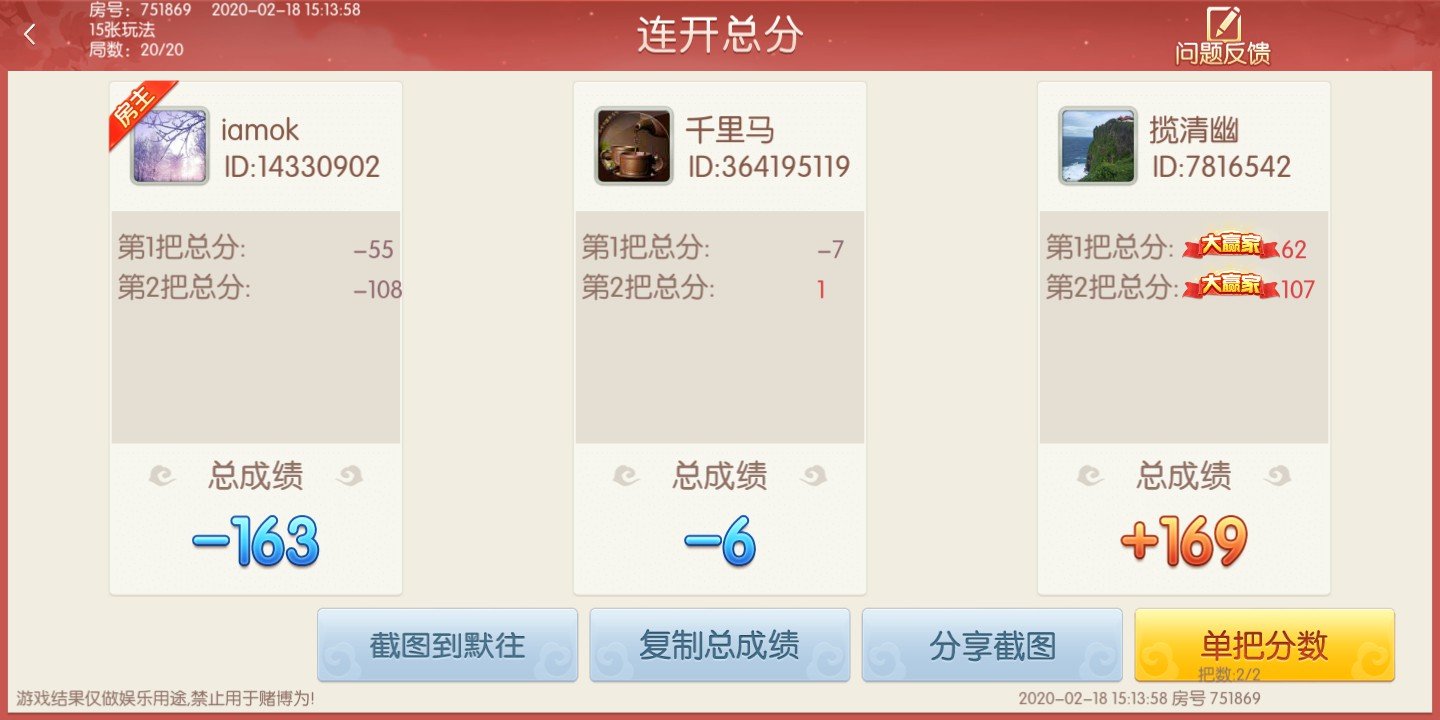 房号：751869 2020-02-18 15:13:58
15张玩法
局数：20/20
连开总分
问题反馈
房主
iamok
ID:14330902
第1把总分: -55
第2把总分: -108
总成绩
-163
千里马
ID:364195119
第1把总分: -7
第2把总分: 1
总成绩
-6
揽清幽
ID:7816542
第1把总分: 大赢家 62
第2把总分: 大赢家 107
总成绩
+169
截图到默往
复制总成绩
分享截图
单把分数
把数:2/2
游戏结果仅做娱乐用途,禁止用于赌博为!
2020-02-18 15:13:58 房号 751869